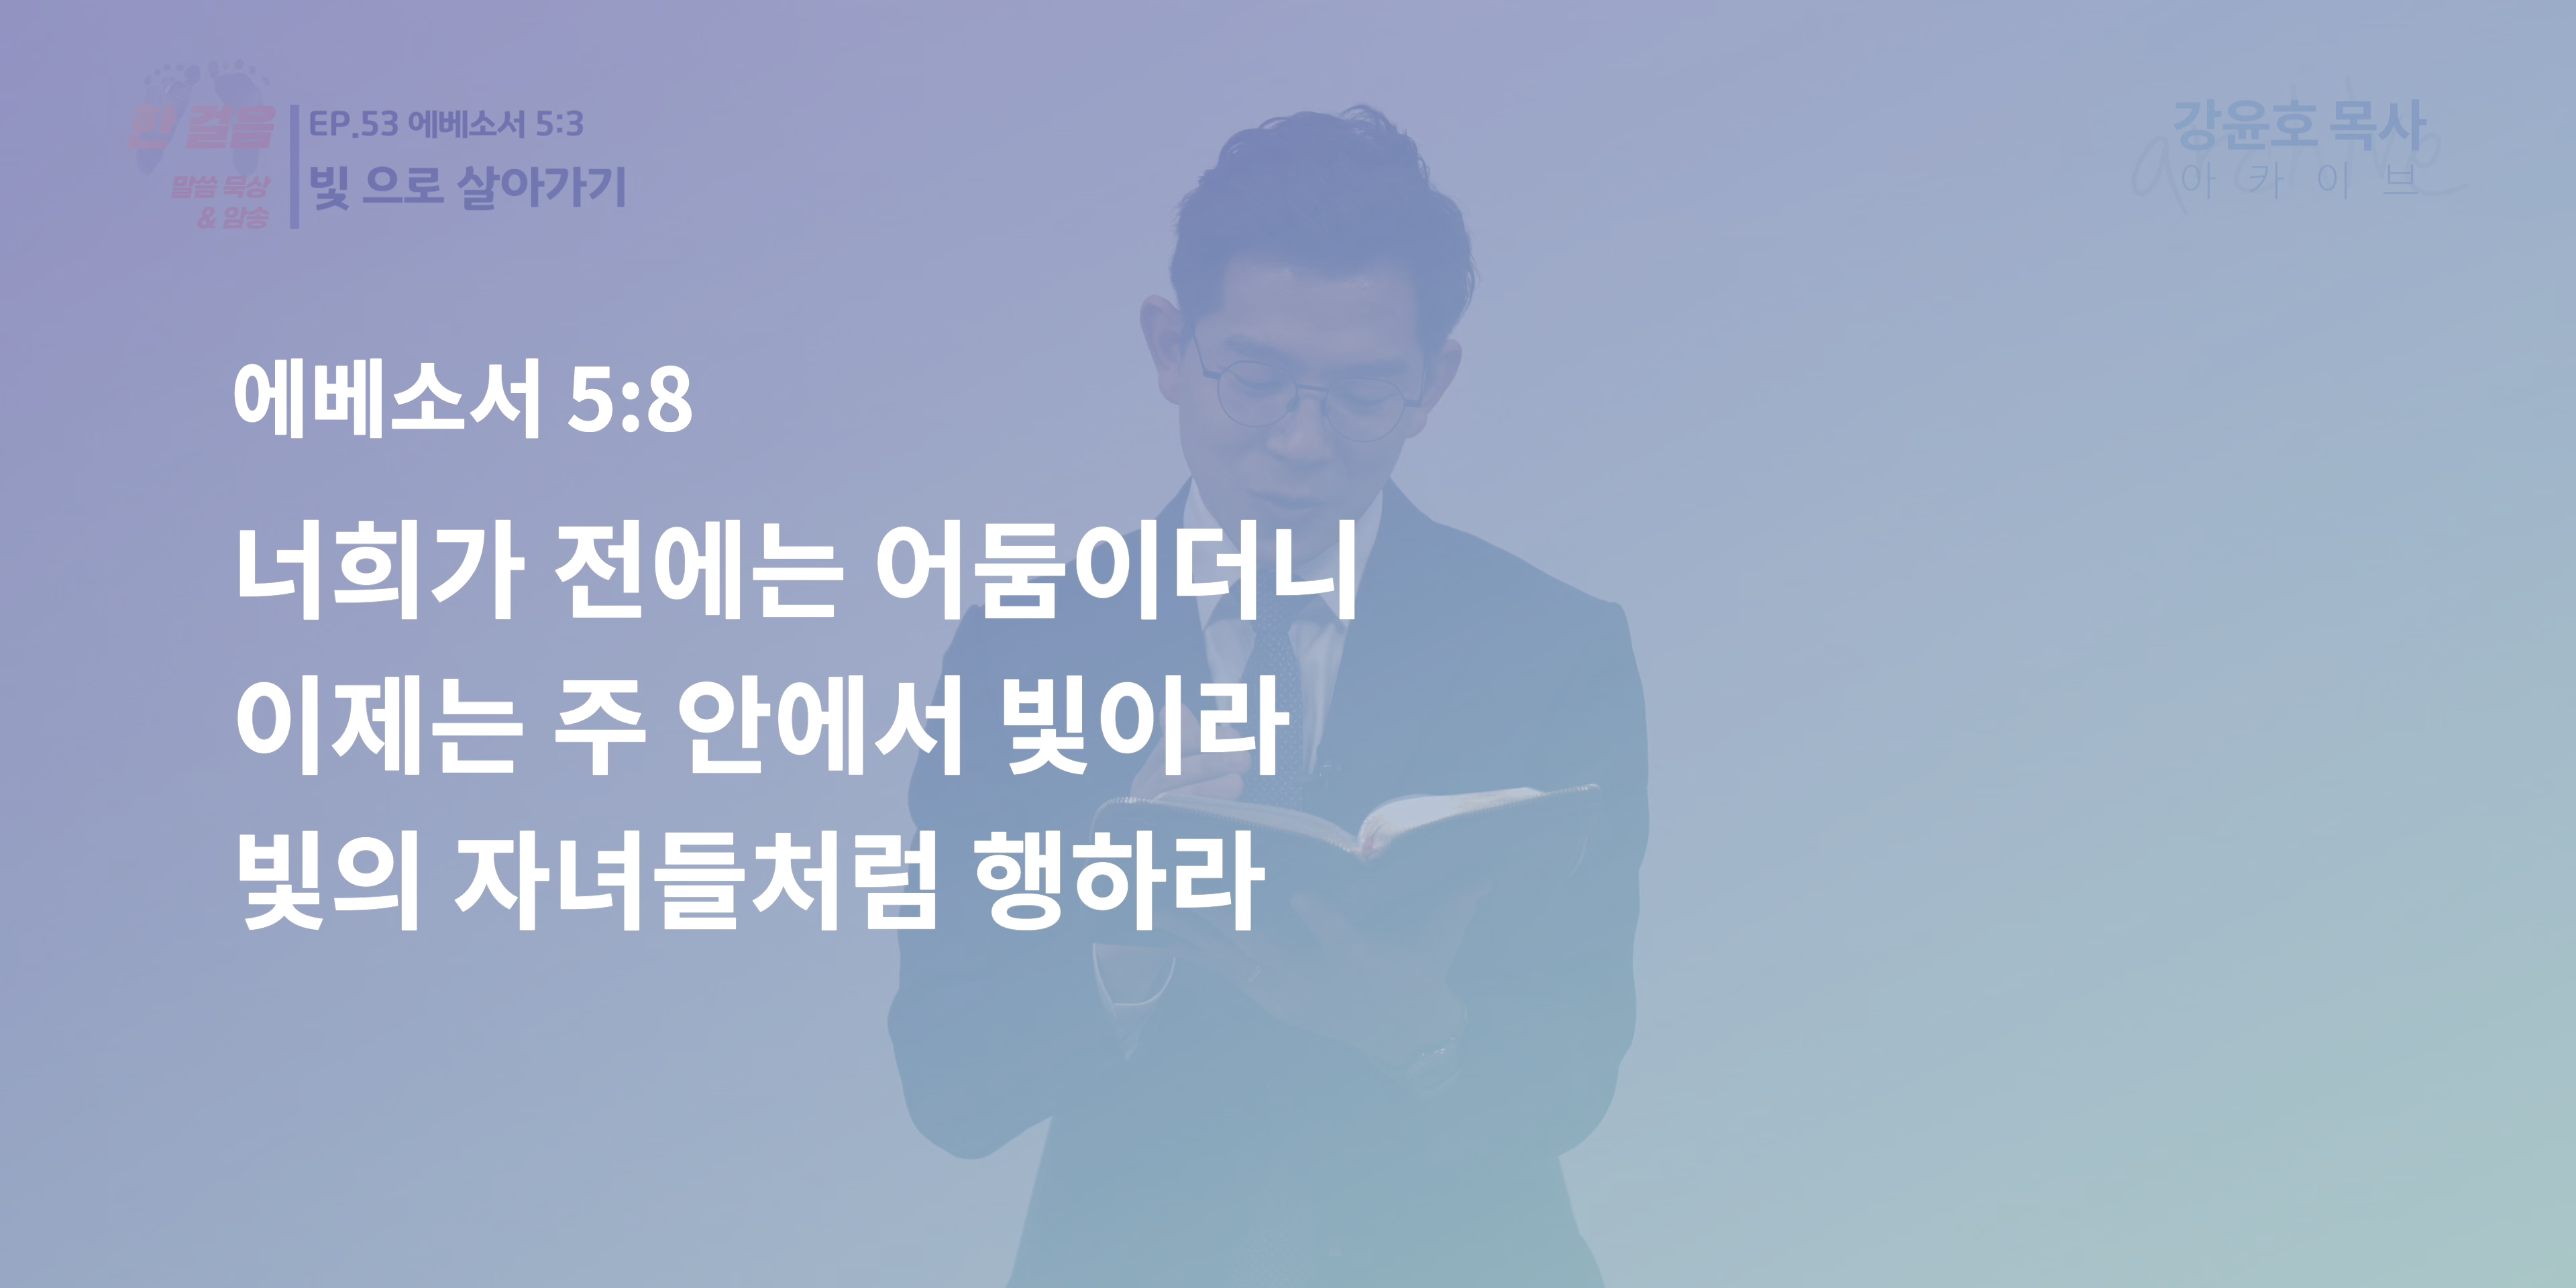 한 걸음
말씀 묵상
& 암송
EP.53 에베소서 5:3
빛 으로 살아가기
강윤호 목사
archive
아카이브
에베소서 5:8
너희가 전에는 어둠이더니
이제는 주 안에서 빛이라
빛의 자녀들처럼 행하라